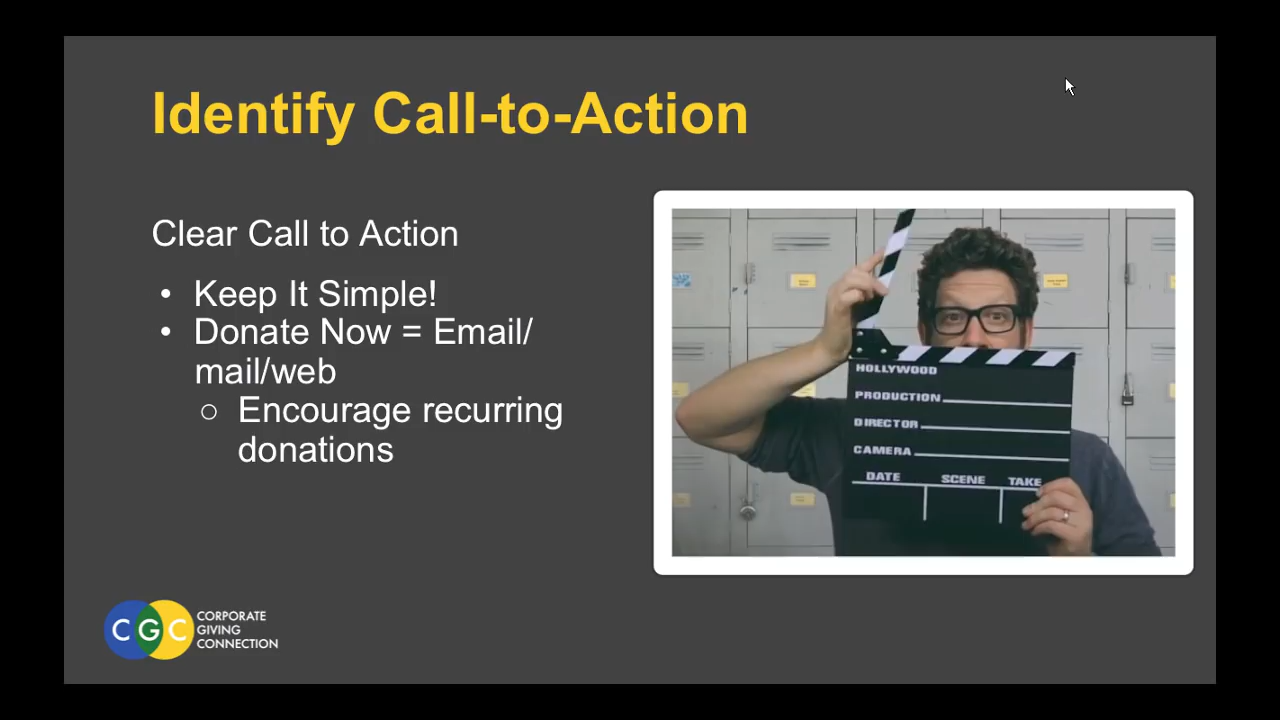 Identify Call-to-Action
Clear Call to Action
• Keep It Simple!
• Donate Now = Email/
mail/web
○ Encourage recurring
donations
HOLLYWOOD
PRODUCTION
DIRECTOR
CAMERA
DATE SCENE TAKE
CGC
CORPORATE
GIVING
CONNECTION